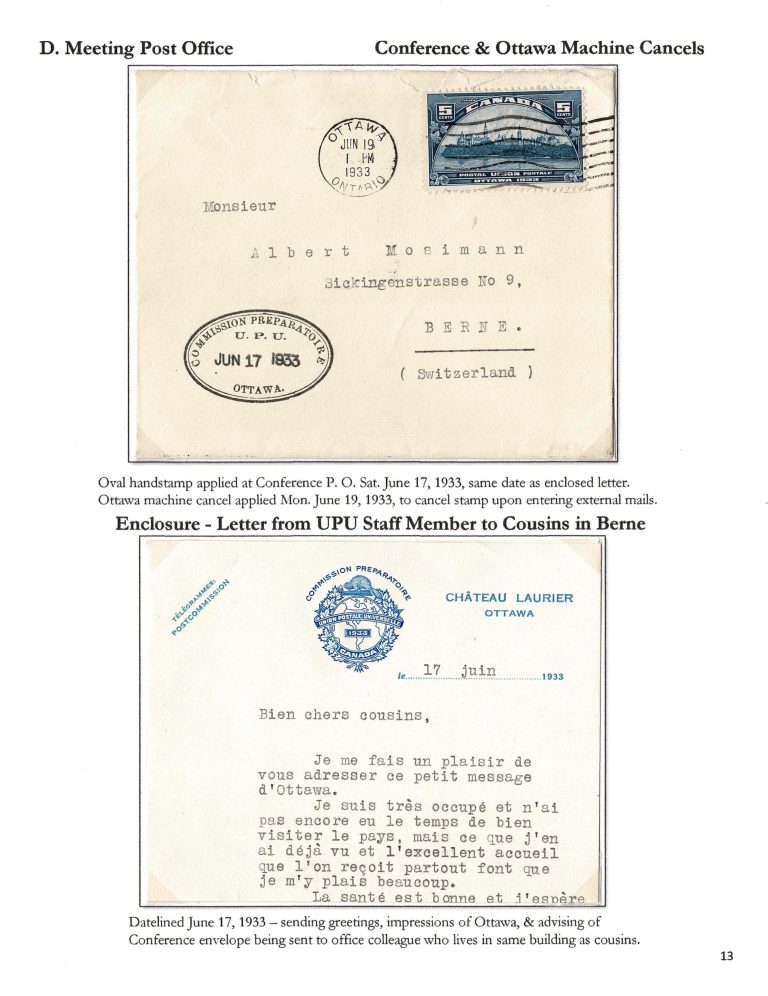 D. Meeting Post Office Conference & Ottawa Machine Cancels
OTTAWA
JUN 19
1 PM
1933
ONTARIO
5 CANADA 5
CENTS CENTS
POSTAL UNION POSTALE
OTTAWA 1933
Monsieur
Albert Mosimann
Sickingenstrasse No 9,
BERNE.
( Switzerland )
COMMISSION PREPARATOIRE
U. P. U.
JUN 17 1933
OTTAWA.
Oval handstamp applied at Conference P. O. Sat. June 17, 1933, same date as enclosed letter.
Ottawa machine cancel applied Mon. June 19, 1933, to cancel stamp upon entering external mails.
Enclosure - Letter from UPU Staff Member to Cousins in Berne
TÉLÉGRAMMES:
POSTCOMMISSION
COMMISSION PREPARATOIRE
UNION POSTALE UNIVERSELLE
1933
CANADA
CHÂTEAU LAURIER
OTTAWA
le 17 juin 1933
Bien chers cousins,
Je me fais un plaisir de
vous adresser ce petit message
d'Ottawa.
Je suis très occupé et n'ai
pas encore eu le temps de bien
visiter le pays, mais ce que j'en
ai déjà vu et l'excellent accueil
que l'on reçoit partout font que
je m'y plais beaucoup.
La santé est bonne et j'espère
Datelined June 17, 1933 – sending greetings, impressions of Ottawa, & advising of
Conference envelope being sent to office colleague who lives in same building as cousins.
13